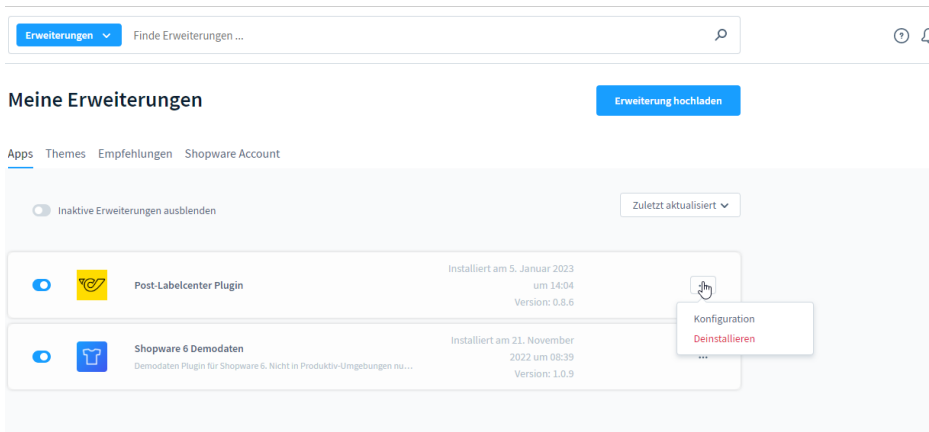 Erweiterungen Finde Erweiterungen ...
Meine Erweiterungen
Erweiterung hochladen
Apps Themes Empfehlungen Shopware Account
Inaktive Erweiterungen ausblenden
Zuletzt aktualisiert
Post-Labelcenter Plugin
Installiert am 5. Januar 2023
um 14:04
Version: 0.8.6
Konfiguration
Deinstallieren
Shopware 6 Demodaten
Demodaten Plugin für Shopware 6. Nicht in Produktiv-Umgebungen nu...
Installiert am 21. November
2022 um 08:39
Version: 1.0.9
...